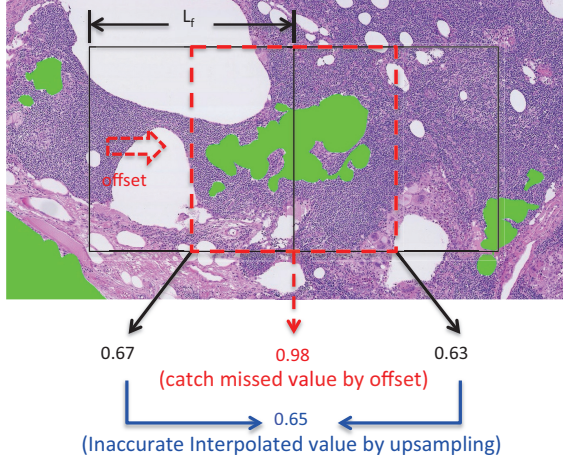 L_f
offset
0.67 0.98 0.63
(catch missed value by offset)
0.65
(Inaccurate Interpolated value by upsampling)